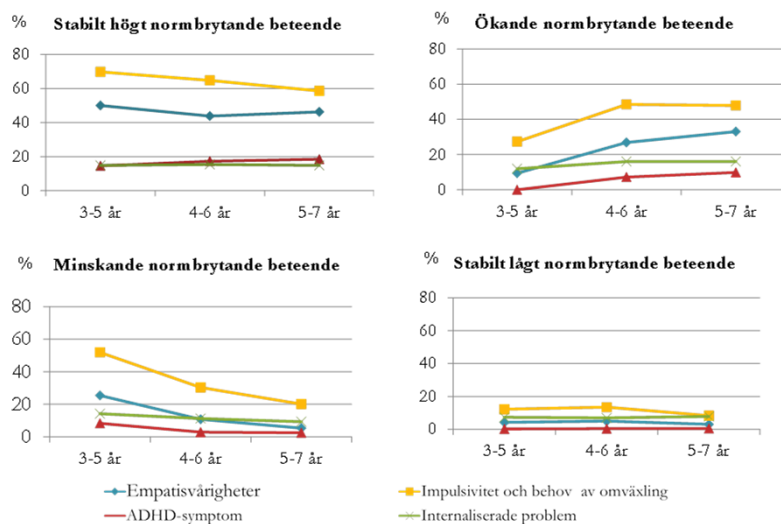 %
Stabilt högt normbrytande beteende
80
60
40
20
0
3-5 år 4-6 år 5-7 år
%
Ökande normbrytande beteende
80
60
40
20
0
3-5 år 4-6 år 5-7 år
%
Minskande normbrytande beteende
80
60
40
20
0
3-5 år 4-6 år 5-7 år
%
Stabilt lågt normbrytande beteende
80
60
40
20
0
3-5 år 4-6 år 5-7 år
Empatisvårigheter
Impulsivitet och behov av omväxling
ADHD-symptom
Internaliserade problem